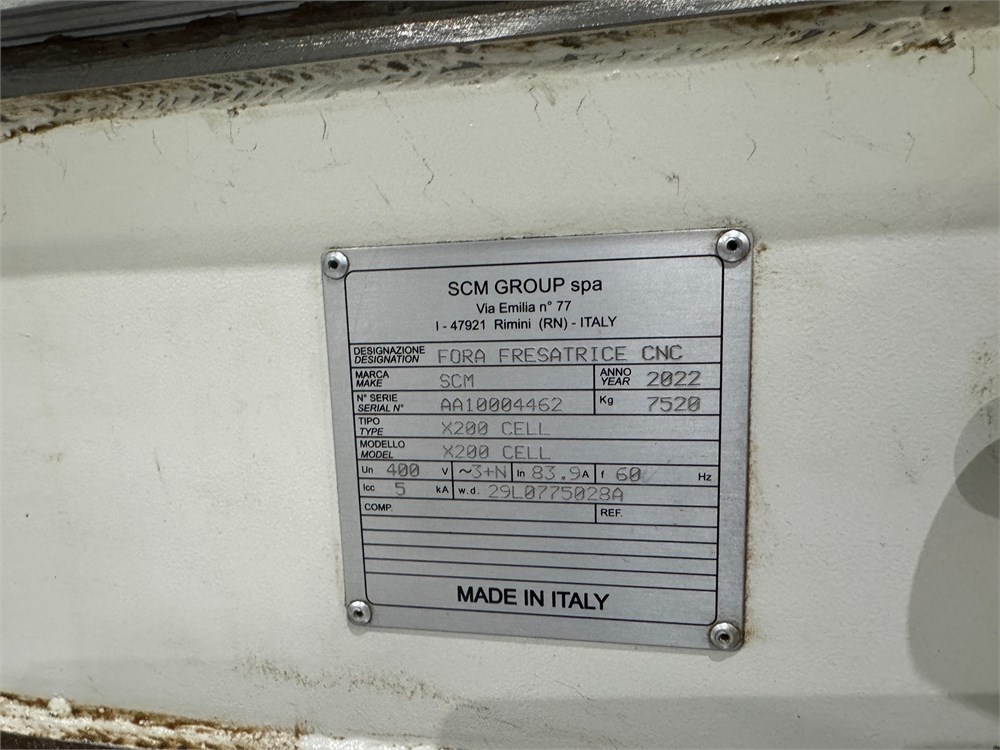 SCM GROUP spa
Via Emilia n° 77
I - 47921 Rimini (RN) - ITALY
DESIGNAZIONE
DESIGNATION
FORA FRESATRICE CNC
MARCA
MAKE
SCM
ANNO
YEAR
2022
N° SERIE
SERIAL N°
AA10004462
Kg 7520
TIPO
TYPE
X200 CELL
MODELLO
MODEL
X200 CELL
Un 400 V ~3+N In 83.9 A f 60 Hz
Icc 5 kA w.d. 29L0775028A
COMP. REF.
MADE IN ITALY